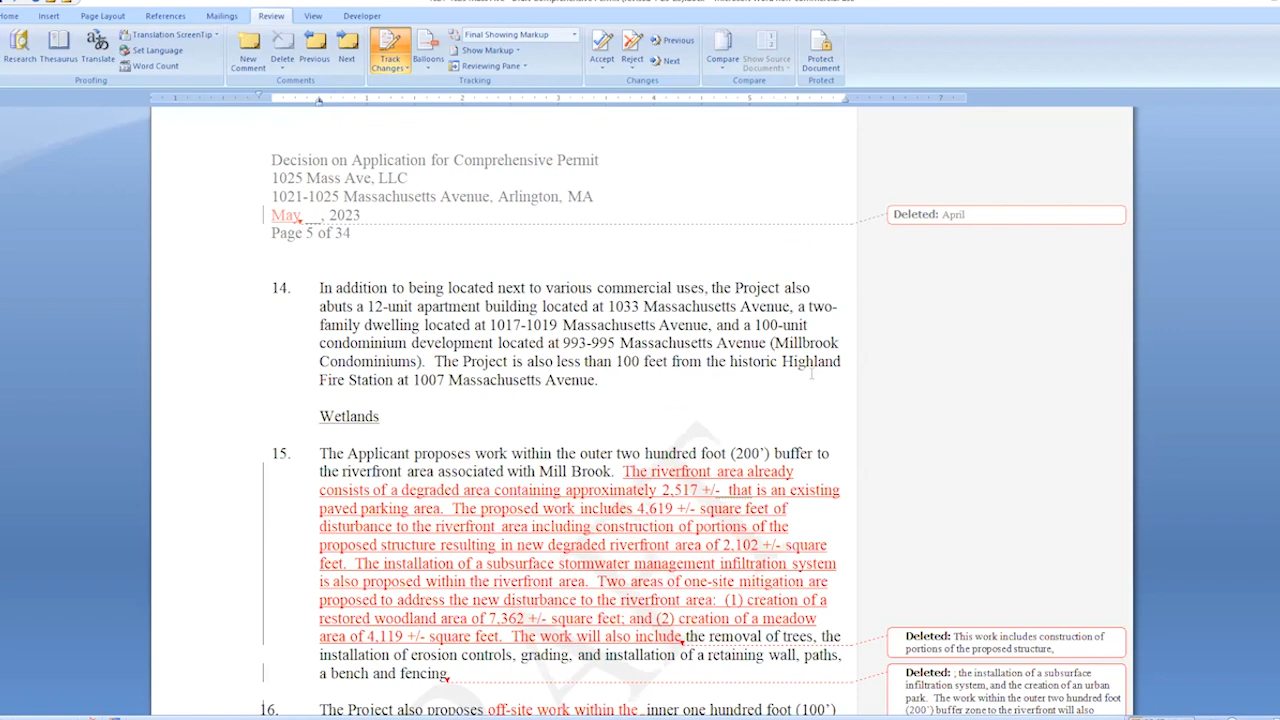 Home Insert Page Layout References Mailings Review View Developer
Research Thesaurus Translate Translation ScreenTip Set Language Word Count
New Comment Delete Previous Next
Track Changes Balloons Final Showing Markup Show Markup Reviewing Pane
Accept Reject Previous Next
Compare Show Source Documents Protect Document
Proofing Comments Tracking Changes Compare Protect
1 1 2 3 4 5 7
Decision on Application for Comprehensive Permit
1025 Mass Ave, LLC
1021-1025 Massachusetts Avenue, Arlington, MA
May __, 2023
Deleted: April
Page 5 of 34
14. In addition to being located next to various commercial uses, the Project also
abuts a 12-unit apartment building located at 1033 Massachusetts Avenue, a two-
family dwelling located at 1017-1019 Massachusetts Avenue, and a 100-unit
condominium development located at 993-995 Massachusetts Avenue (Millbrook
Condominiums). The Project is also less than 100 feet from the historic Highland
Fire Station at 1007 Massachusetts Avenue.
Wetlands
15. The Applicant proposes work within the outer two hundred foot (200’) buffer to
the riverfront area associated with Mill Brook. The riverfront area already
consists of a degraded area containing approximately 2,517 +/- that is an existing
paved parking area. The proposed work includes 4,619 +/- square feet of
disturbance to the riverfront area including construction of portions of the
proposed structure resulting in new degraded riverfront area of 2,102 +/- square
feet. The installation of a subsurface stormwater management infiltration system
is also proposed within the riverfront area. Two areas of one-site mitigation are
proposed to address the new disturbance to the riverfront area: (1) creation of a
restored woodland area of 7,362 +/- square feet; and (2) creation of a meadow
area of 4,119 +/- square feet. The work will also include the removal of trees, the
installation of erosion controls, grading, and installation of a retaining wall, paths,
a bench and fencing
Deleted: This work includes construction of
portions of the proposed structure,
Deleted: , the installation of a subsurface
infiltration system, and the creation of an urban
park. The work within the outer two hundred foot
(200’) buffer zone to the riverfront will also
16. The Project also proposes off-site work within the inner one hundred foot (100’)